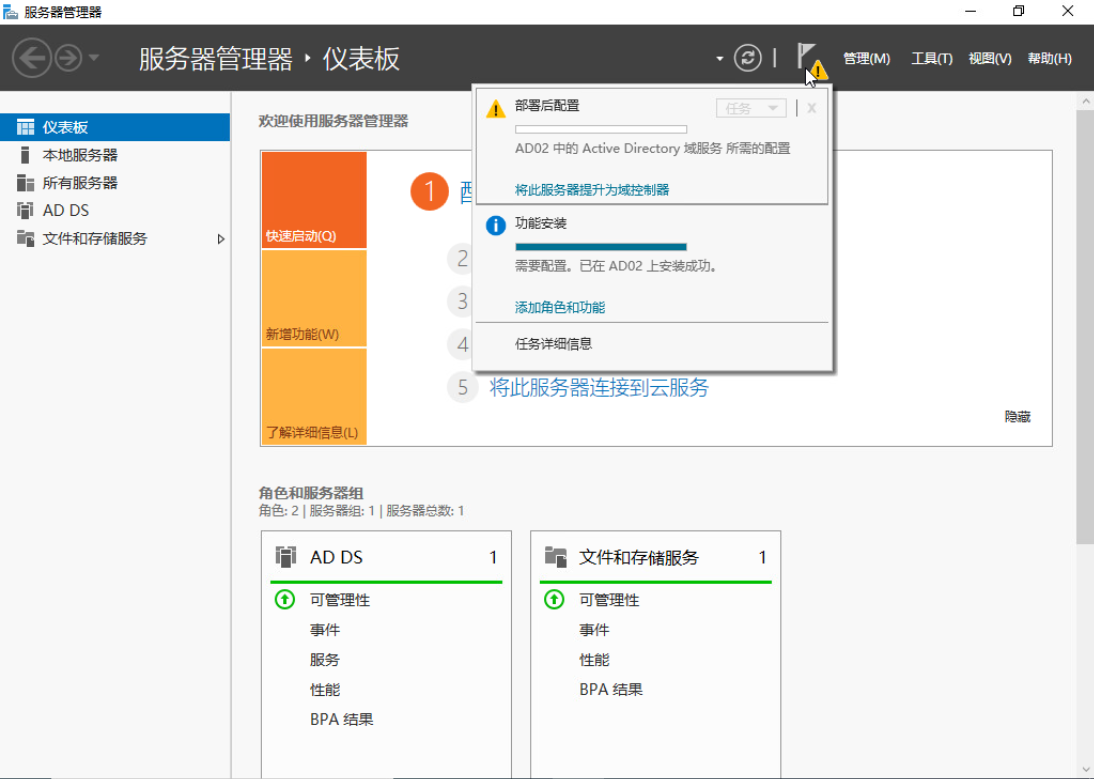 服务器管理器
服务器管理器 ‣ 仪表板
管理(M) 工具(T) 视图(V) 帮助(H)
仪表板
本地服务器
所有服务器
AD DS
文件和存储服务
欢迎使用服务器管理器
快速启动(Q)
新增功能(W)
了解详细信息(L)
1
2
3
4
5 将此服务器连接到云服务
隐藏
部署后配置
任务
X
AD02 中的 Active Directory 域服务 所需的配置
将此服务器提升为域控制器
功能安装
需要配置。已在 AD02 上安装成功。
添加角色和功能
任务详细信息
角色和服务器组
角色: 2 | 服务器组: 1 | 服务器总数: 1
AD DS 1
可管理性
事件
服务
性能
BPA 结果
文件和存储服务 1
可管理性
事件
性能
BPA 结果